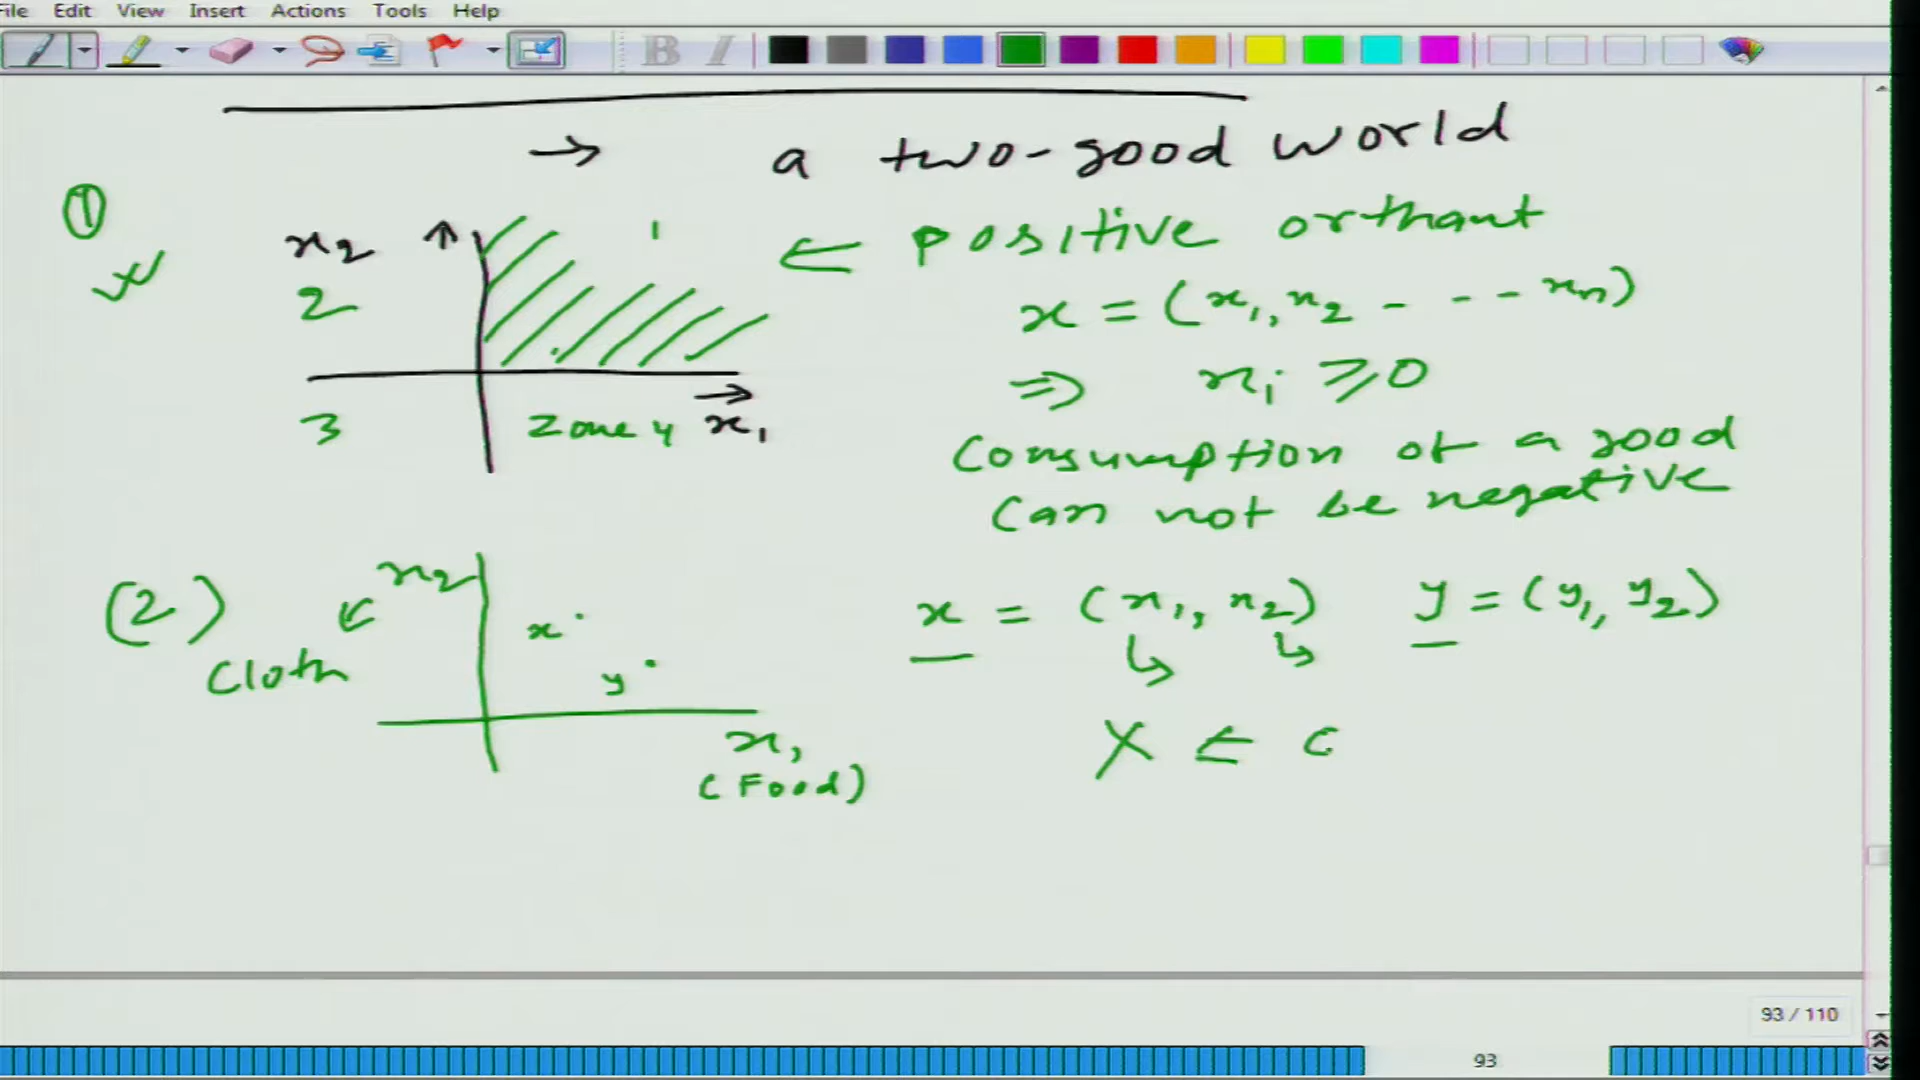 File Edit View Insert Actions Tools Help
B I
→ a two-good world
① x2 ↑ 1 ← positive orthant
2 x = (x1, x2 - - - - xn)
⇒ xi ≥ 0
3 Zone 4 x1
Consumption of a good
can not be negative
(2) x2
Cloth
x
y
x1
(Food)
x = (x1, x2) y = (y1, y2)
X ← c
93 / 110
93